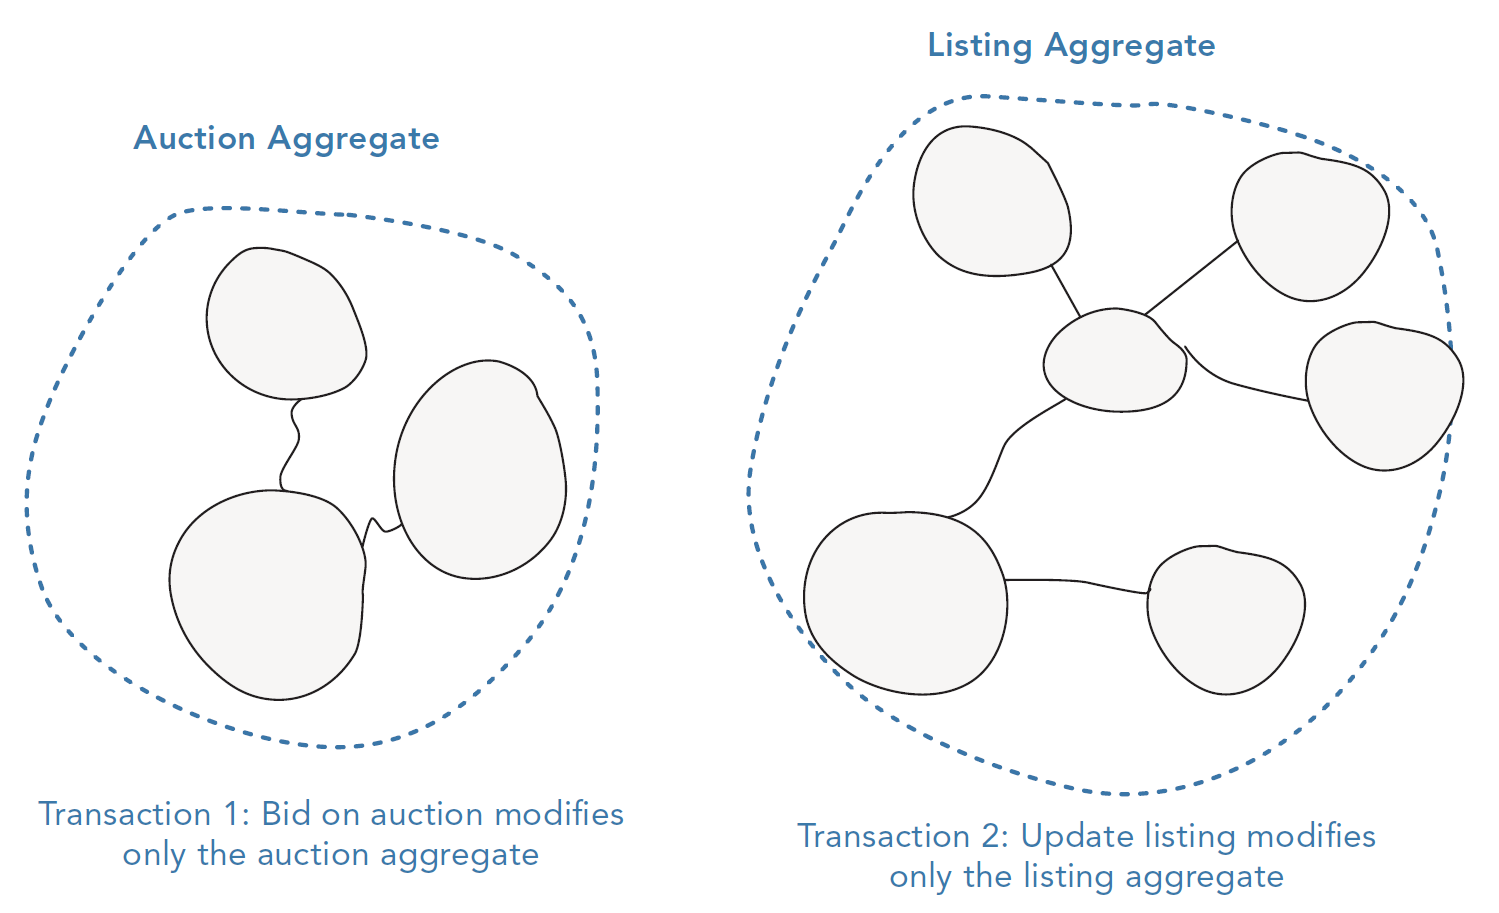 Auction Aggregate
Transaction 1: Bid on auction modifies
only the auction aggregate
Listing Aggregate
Transaction 2: Update listing modifies
only the listing aggregate